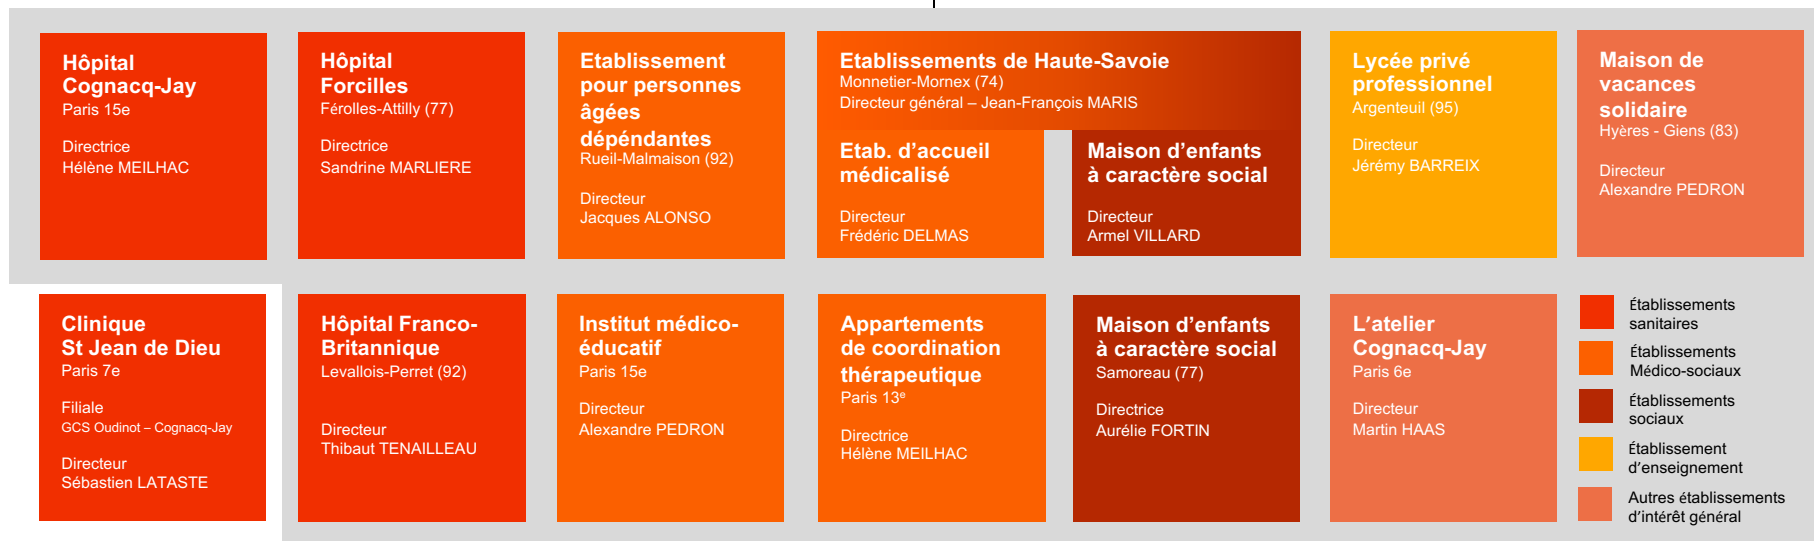 Hôpital
Cognacq-Jay
Paris 15e
Directrice
Hélène MEILHAC
Hôpital
Forcilles
Férolles-Attilly (77)
Directrice
Sandrine MARLIERE
Etablissement
pour personnes
âgées
dépéndantes
Rueil-Malmaison (92)
Directeur
Jacques ALONSO
Etablissements de Haute-Savoie
Monnetier-Mornex (74)
Directeur général – Jean-François MARIS
Etab. d'accueil
médicalisé
Directeur
Frédéric DELMAS
Maison d'enfants
à caractère social
Directeur
Armel VILLARD
Lycée privé
professionnel
Argenteuil (95)
Directeur
Jérémy BARREIX
Maison de
vacances
solidaire
Hyères - Giens (83)
Directeur
Alexandre PEDRON
Clinique
St Jean de Dieu
Paris 7e
Filiale
GCS Oudinot – Cognacq-Jay
Directeur
Sébastien LATASTE
Hôpital Franco-
Britannique
Levallois-Perret (92)
Directeur
Thibaut TENAILLEAU
Institut médico-
éducatif
Paris 15e
Directeur
Alexandre PEDRON
Appartements
de coordination
thérapeutique
Paris 13e
Directrice
Hélène MEILHAC
Maison d'enfants
à caractère social
Samoreau (77)
Directrice
Aurélie FORTIN
L'atelier
Cognacq-Jay
Paris 6e
Directeur
Martin HAAS
Établissements
sanitaires
Établissements
Médico-sociaux
Établissements
sociaux
Établissement
d'enseignement
Autres établissements
d'intérêt général